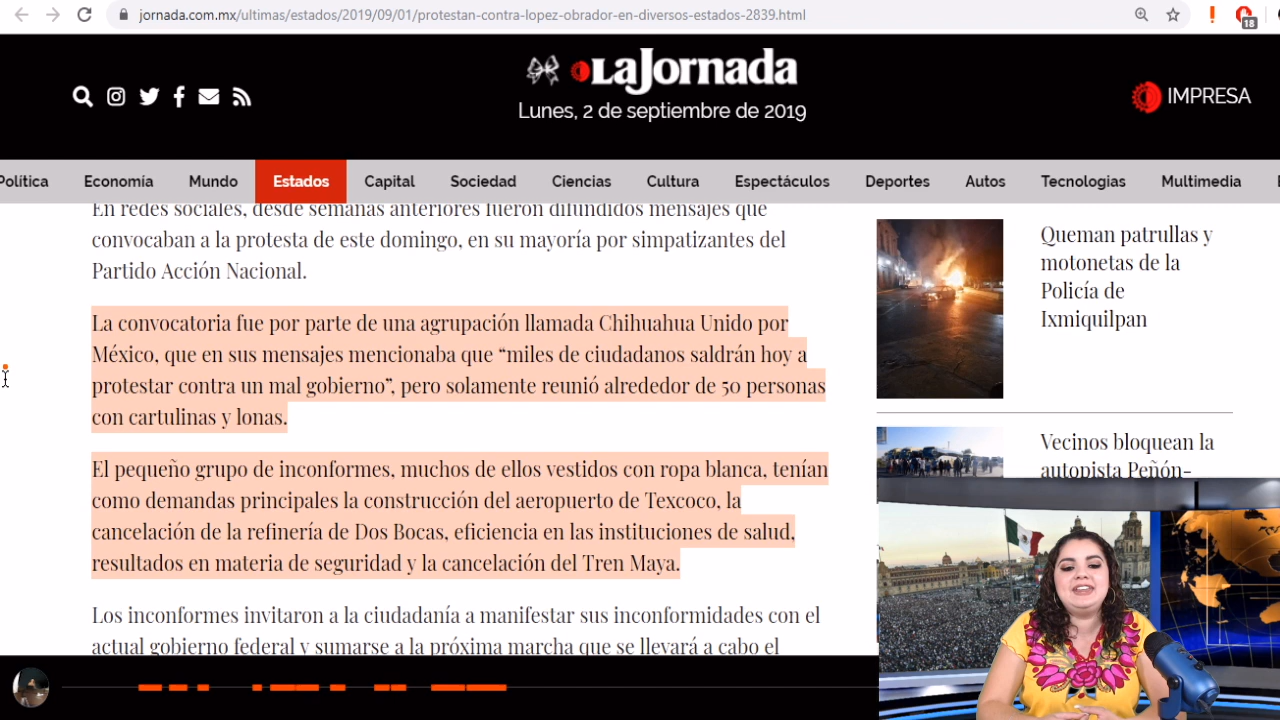 jornada.com.mx/ultimas/estados/2019/09/01/protestan-contra-lopez-obrador-en-diversos-estados-2839.html
18
LaJornada
Lunes, 2 de septiembre de 2019
IMPRESA
Política Economía Mundo Estados Capital Sociedad Ciencias Cultura Espectáculos Deportes Autos Tecnologias Multimedia
En redes sociales, desde semanas anteriores fueron difundidos mensajes que
convocaban a la protesta de este domingo, en su mayoría por simpatizantes del
Partido Acción Nacional.
La convocatoria fue por parte de una agrupación llamada Chihuahua Unido por
México, que en sus mensajes mencionaba que “miles de ciudadanos saldrán hoy a
protestar contra un mal gobierno”, pero solamente reunió alrededor de 50 personas
con cartulinas y lonas.
El pequeño grupo de inconformes, muchos de ellos vestidos con ropa blanca, tenían
como demandas principales la construcción del aeropuerto de Texcoco, la
cancelación de la refinería de Dos Bocas, eficiencia en las instituciones de salud,
resultados en materia de seguridad y la cancelación del Tren Maya.
Los inconformes invitaron a la ciudadanía a manifestar sus inconformidades con el
actual gobierno federal y sumarse a la próxima marcha que se llevará a cabo el
Queman patrullas y
motonetas de la
Policía de
Ixmiquilpan
Vecinos bloquean la
autopista Peñón-